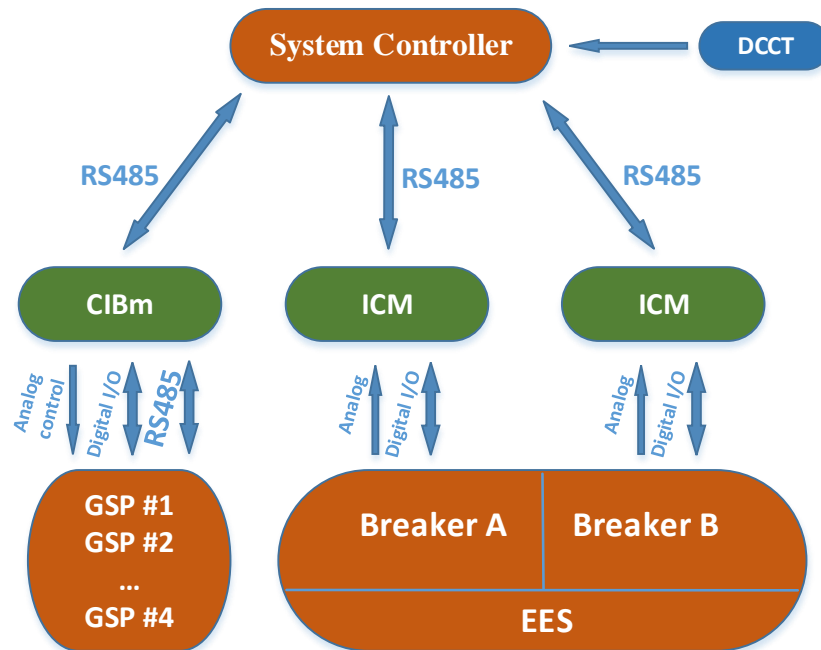 System Controller
DCCT
RS485
RS485
RS485
CIBm
ICM
ICM
Analog
control
Digital I/O
RS485
Analog
Digital I/O
Analog
Digital I/O
GSP #1
GSP #2
...
GSP #4
Breaker A
Breaker B
EES